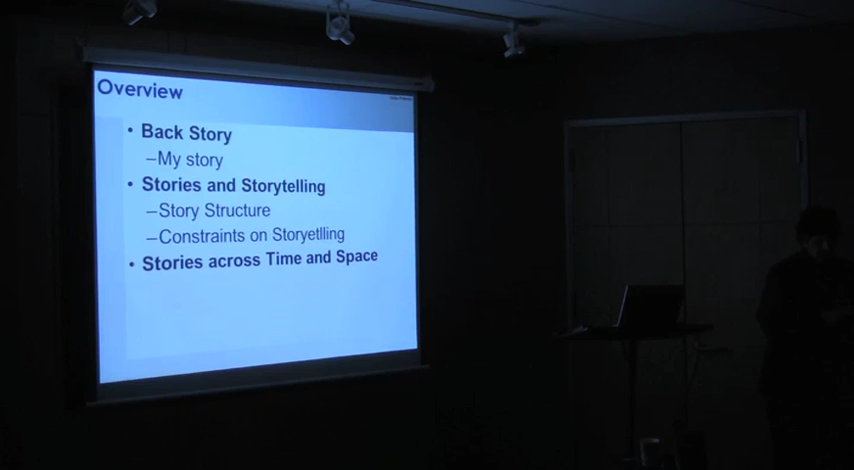 Overview
• Back Story
–My story
• Stories and Storytelling
–Story Structure
–Constraints on Storyetlling
• Stories across Time and Space